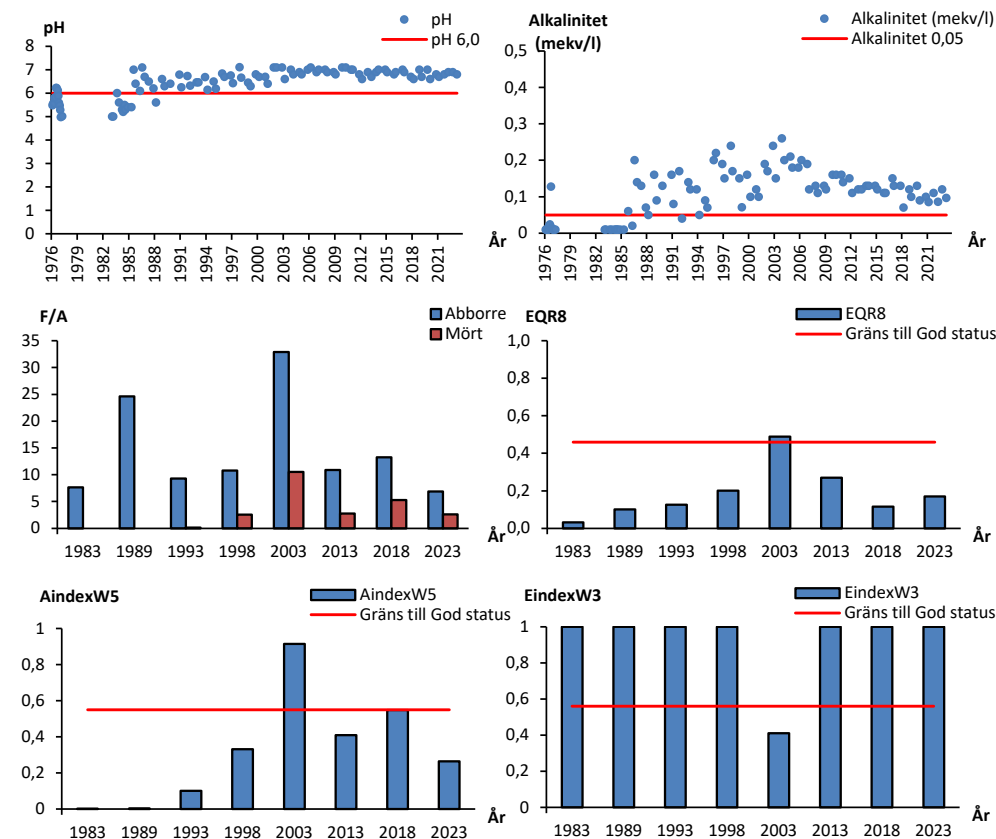 pH
pH
pH 6,0
8
7
6
5
4
3
2
1
0
1976
1979
1982
1985
1988
1991
1994
1997
2000
2003
2006
2009
2012
2015
2018
2021
År
Alkalinitet
(mekv/l)
Alkalinitet (mekv/l)
Alkalinitet 0,05
0,5
0,4
0,3
0,2
0,1
0
1976
1979
1982
1985
1988
1991
1994
1997
2000
2003
2006
2009
2012
2015
2018
2021
År
F/A
Abborre
Mört
35
30
25
20
15
10
5
0
1983 1989 1993 1998 2003 2013 2018 2023
År
EQR8
EQR8
Gräns till God status
1,0
0,8
0,6
0,4
0,2
0,0
1983 1989 1993 1998 2003 2013 2018 2023
År
AindexW5
AindexW5
Gräns till God status
1
0,8
0,6
0,4
0,2
0
1983 1989 1993 1998 2003 2013 2018 2023
År
EindexW3
EindexW3
Gräns till God status
1
0,8
0,6
0,4
0,2
0
1983 1989 1993 1998 2003 2013 2018 2023
År